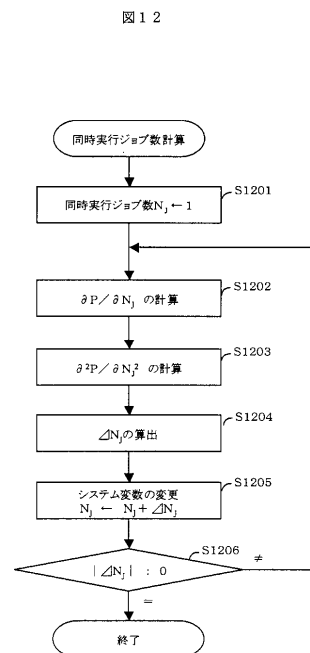 図12
同時実行ジョブ数計算
同時実行ジョブ数N_J ← 1
S1201
∂P／∂N_J の計算
S1202
∂²P／∂N_J² の計算
S1203
⊿N_Jの算出
S1204
システム変数の変更
N_J ← N_J＋⊿N_J
S1205
｜⊿N_J｜ : 0
S1206
≠
＝
終了